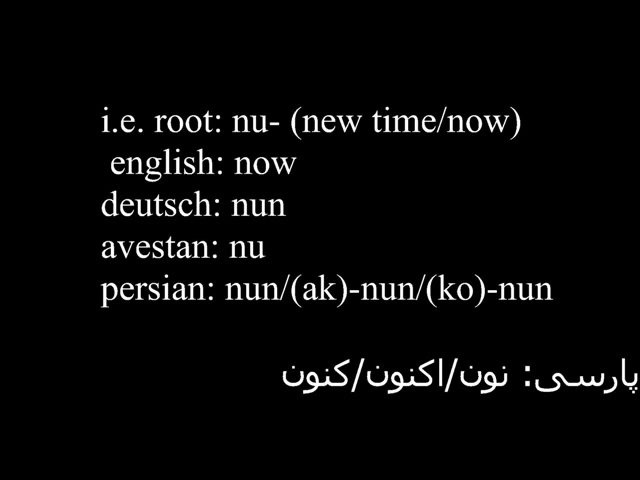 i.e. root: nu- (new time/now)
english: now
deutsch: nun
avestan: nu
persian: nun/(ak)-nun/(ko)-nun
پارسی: نون/اکنون/کنون